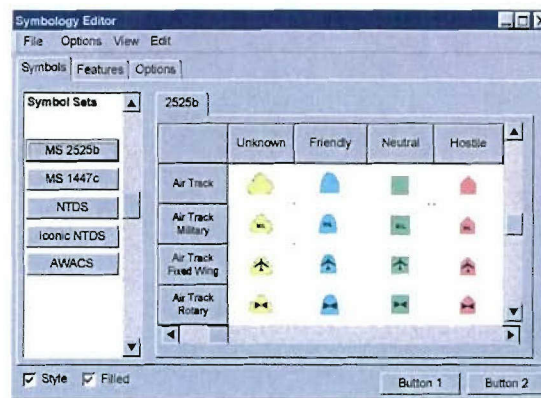 Symbology Editor
File Options View Edit
Symbols Features Options
Symbol Sets
MS 2525b
MS 1447c
NTDS
Iconic NTDS
AWACS
2525b
Unknown Friendly Neutral Hostile
Air Track
Air Track
Military
Air Track
Fixed Wing
Air Track
Rotary
Style Filled
Button 1 Button 2